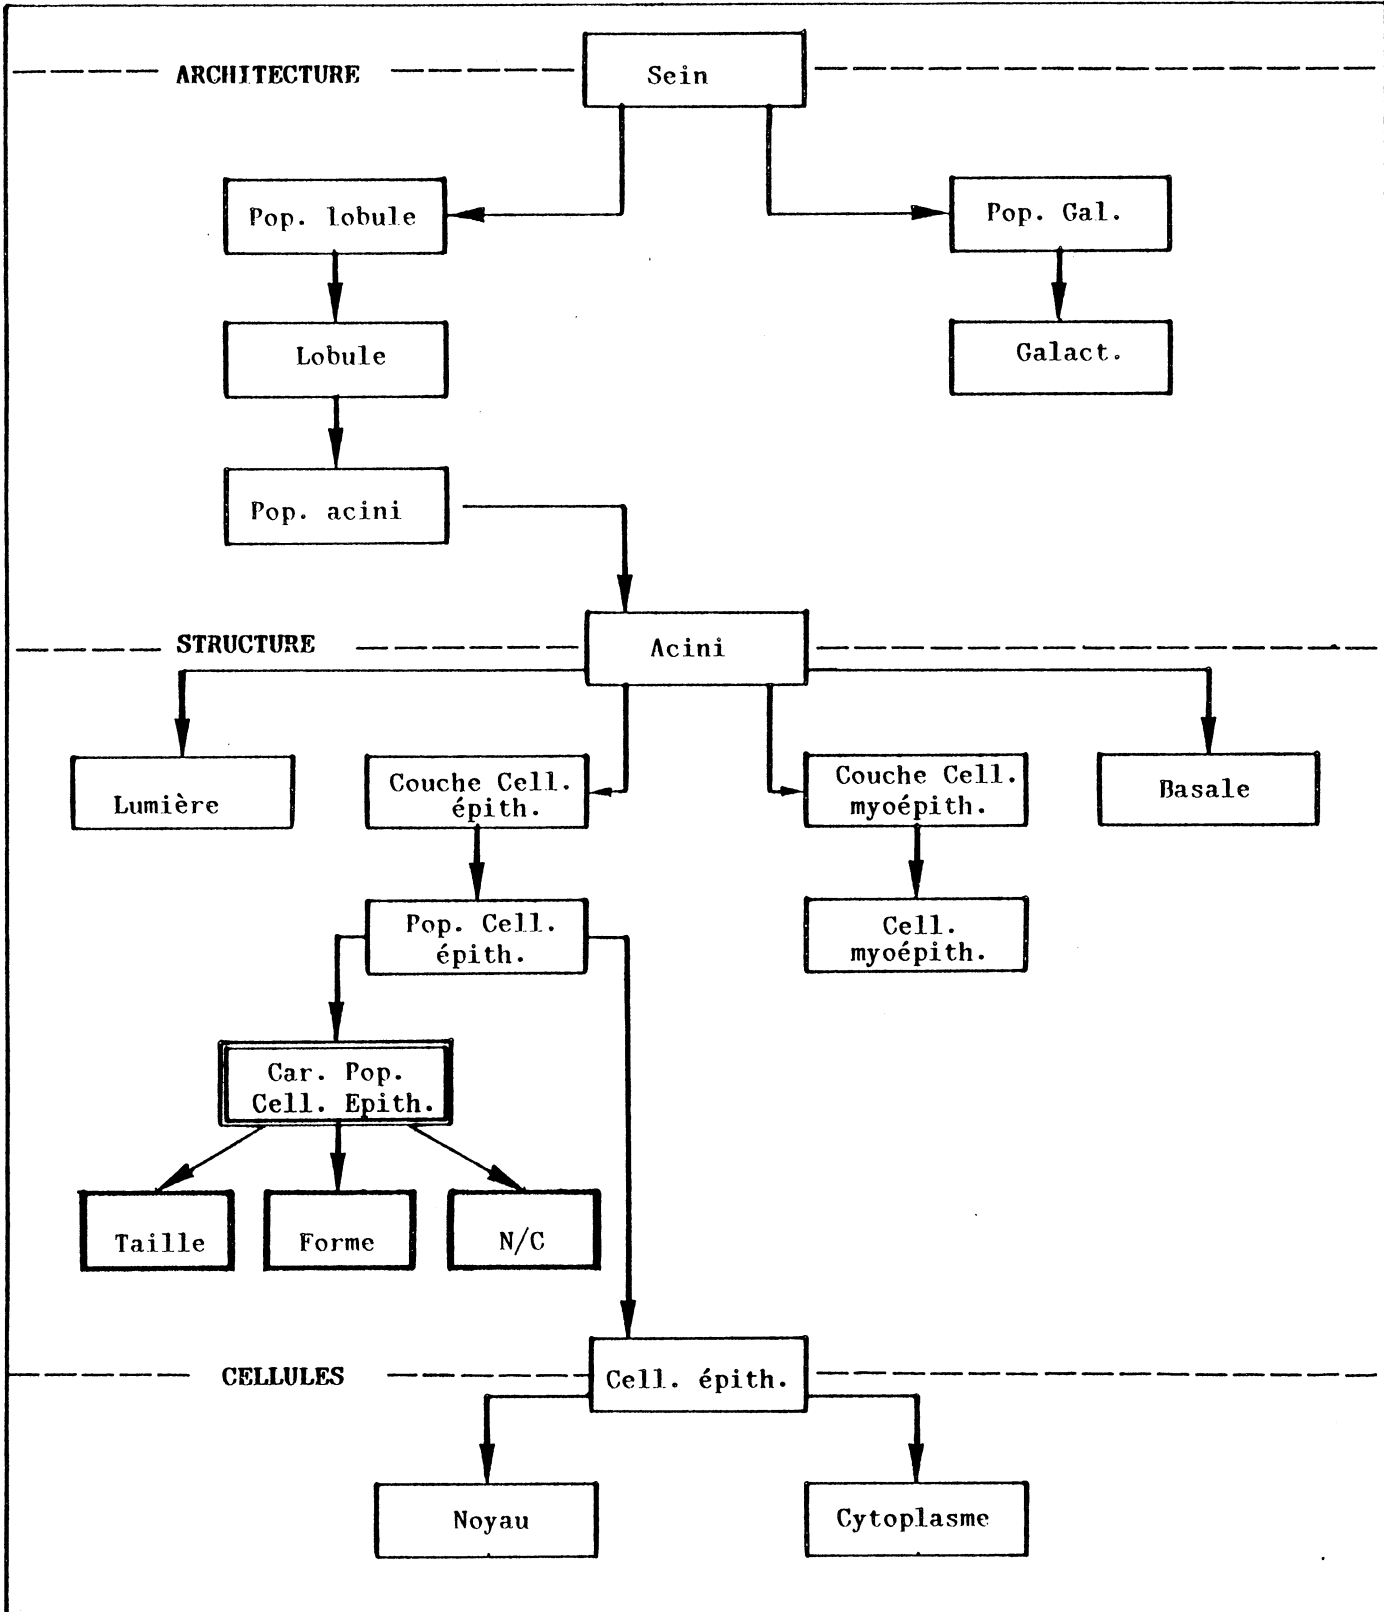 ARCHITECTURE
Sein
Pop. lobule
Pop. Gal.
Lobule
Galact.
Pop. acini
STRUCTURE
Acini
Lumière
Couche Cell.
épith.
Couche Cell.
myoépith.
Basale
Pop. Cell.
épith.
Cell.
myoépith.
Car. Pop.
Cell. Epith.
Taille
Forme
N/C
CELLULES
Cell. épith.
Noyau
Cytoplasme